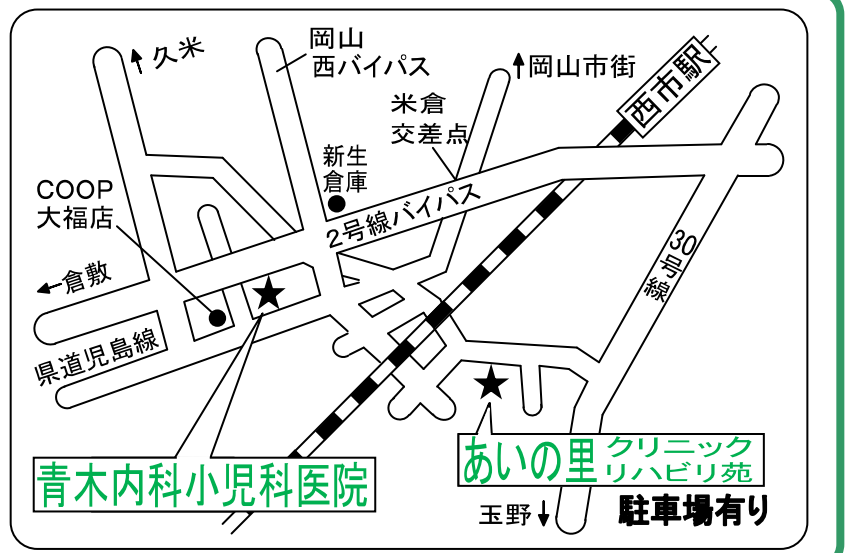 久米
岡山
西バイパス
岡山市街
西市駅
米倉
交差点
新生
倉庫
COOP
大福店
2号線バイパス
30号線
倉敷
県道児島線
青木内科小児科医院
あいの里
クリニック
リハビリ苑
玉野
駐車場有り